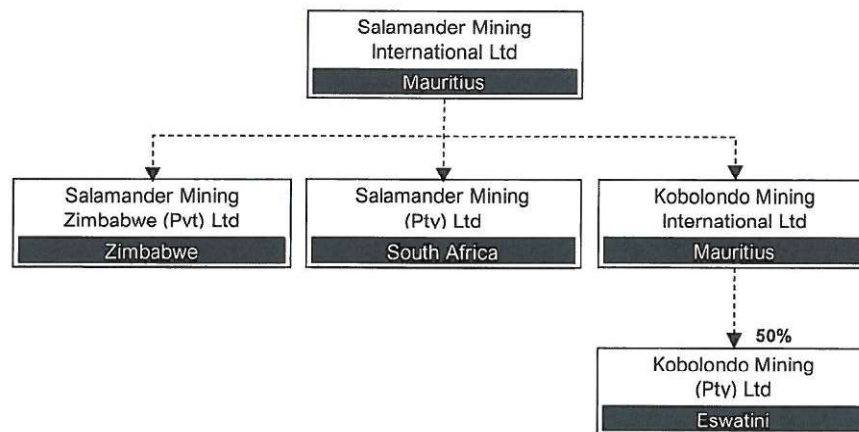 Salamander Mining
International Ltd
Mauritius
Salamander Mining
Zimbabwe (Pvt) Ltd
Zimbabwe
Salamander Mining
(Pty) Ltd
South Africa
Kobolondo Mining
International Ltd
Mauritius
50%
Kobolondo Mining
(Pty) Ltd
Eswatini